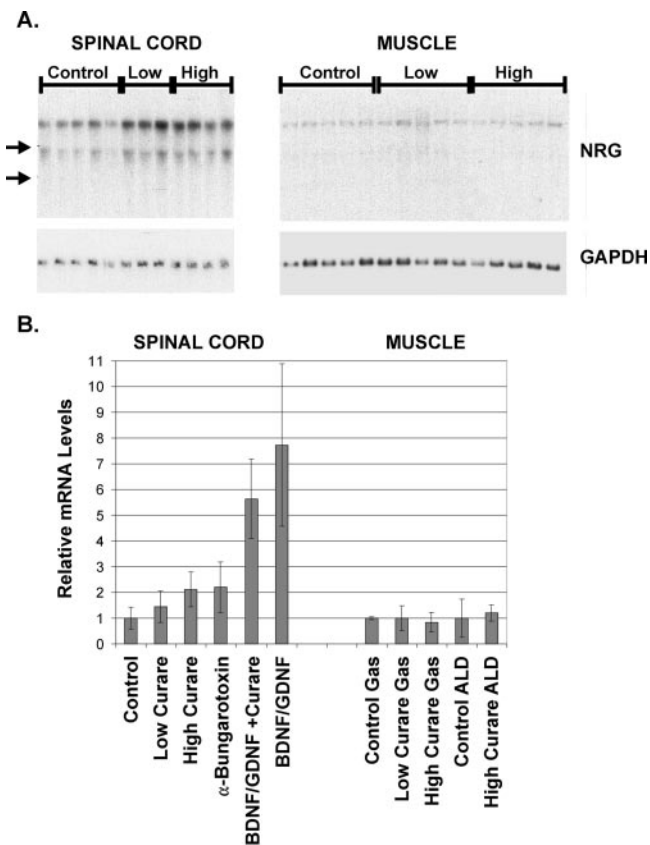 A.
SPINAL CORD MUSCLE
Control Low High Control Low High
NRG
GAPDH
B.
SPINAL CORD MUSCLE
Relative mRNA Levels
11
10
9
8
7
6
5
4
3
2
1
0
Control
Low Curare
High Curare
α-Bungarotoxin
BDNF/GDNF +Curare
BDNF/GDNF
Control Gas
Low Curare Gas
High Curare Gas
Control ALD
High Curare ALD